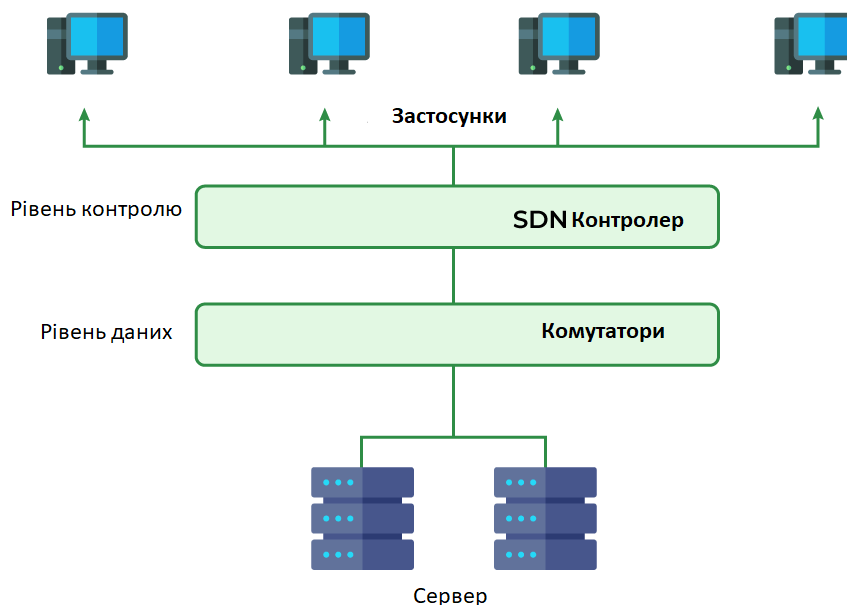 Застосунки
Рівень контролю
SDN Контролер
Рівень даних
Комутатори
Сервер